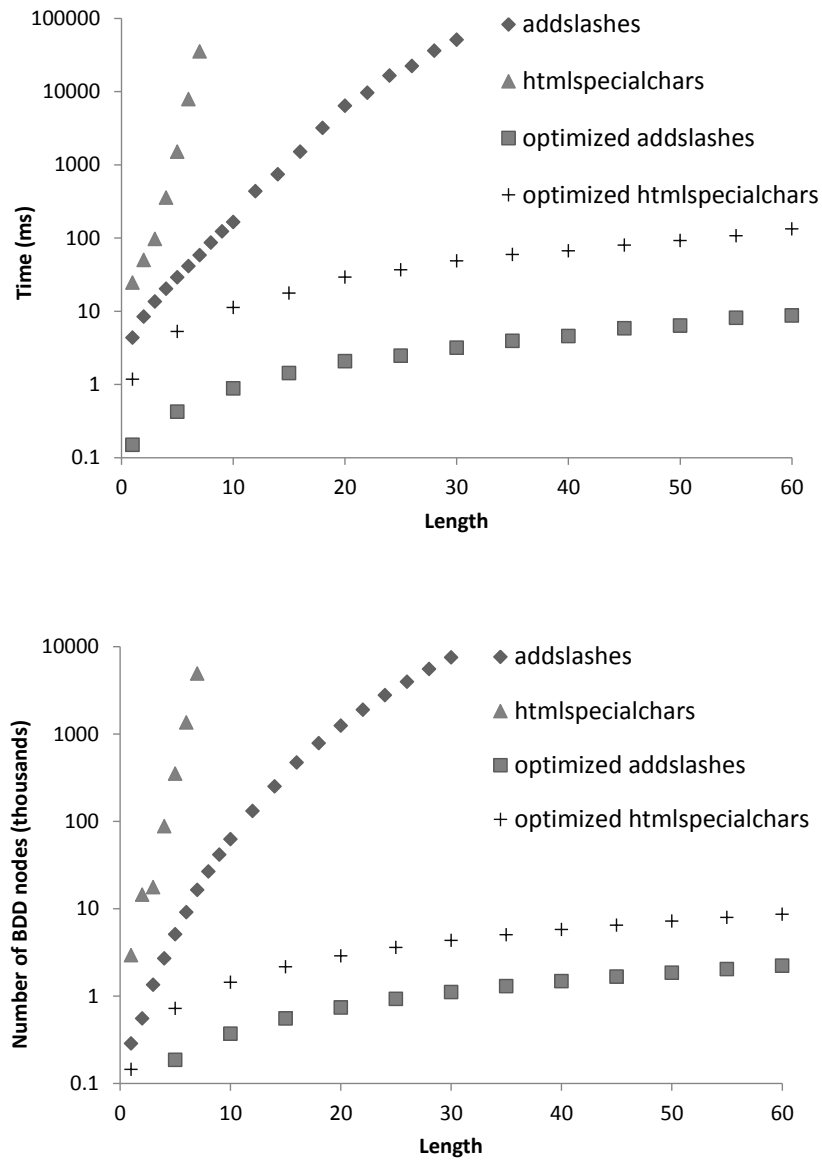 100000
10000
1000
100
10
1
0.1
Time (ms)
0
10
20
30
40
50
60
Length
addslashes
htmlspecialchars
optimized addslashes
optimized htmlspecialchars
10000
1000
100
10
1
0.1
Number of BDD nodes (thousands)
0
10
20
30
40
50
60
Length
addslashes
htmlspecialchars
optimized addslashes
optimized htmlspecialchars